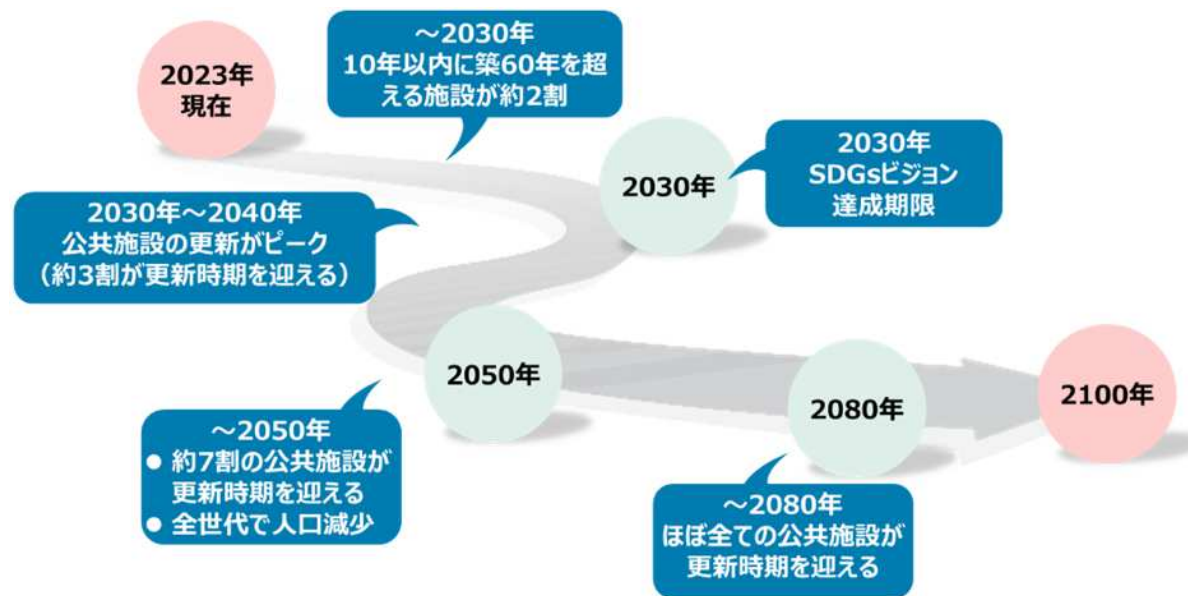 2023年
現在
～2030年
10年以内に築60年を超
える施設が約2割
2030年
2030年
SDGsビジョン
達成期限
2030年～2040年
公共施設の更新がピーク
（約3割が更新時期を迎える）
2050年
2080年
2100年
～2050年
● 約7割の公共施設が
更新時期を迎える
● 全世代で人口減少
～2080年
ほぼ全ての公共施設が
更新時期を迎える